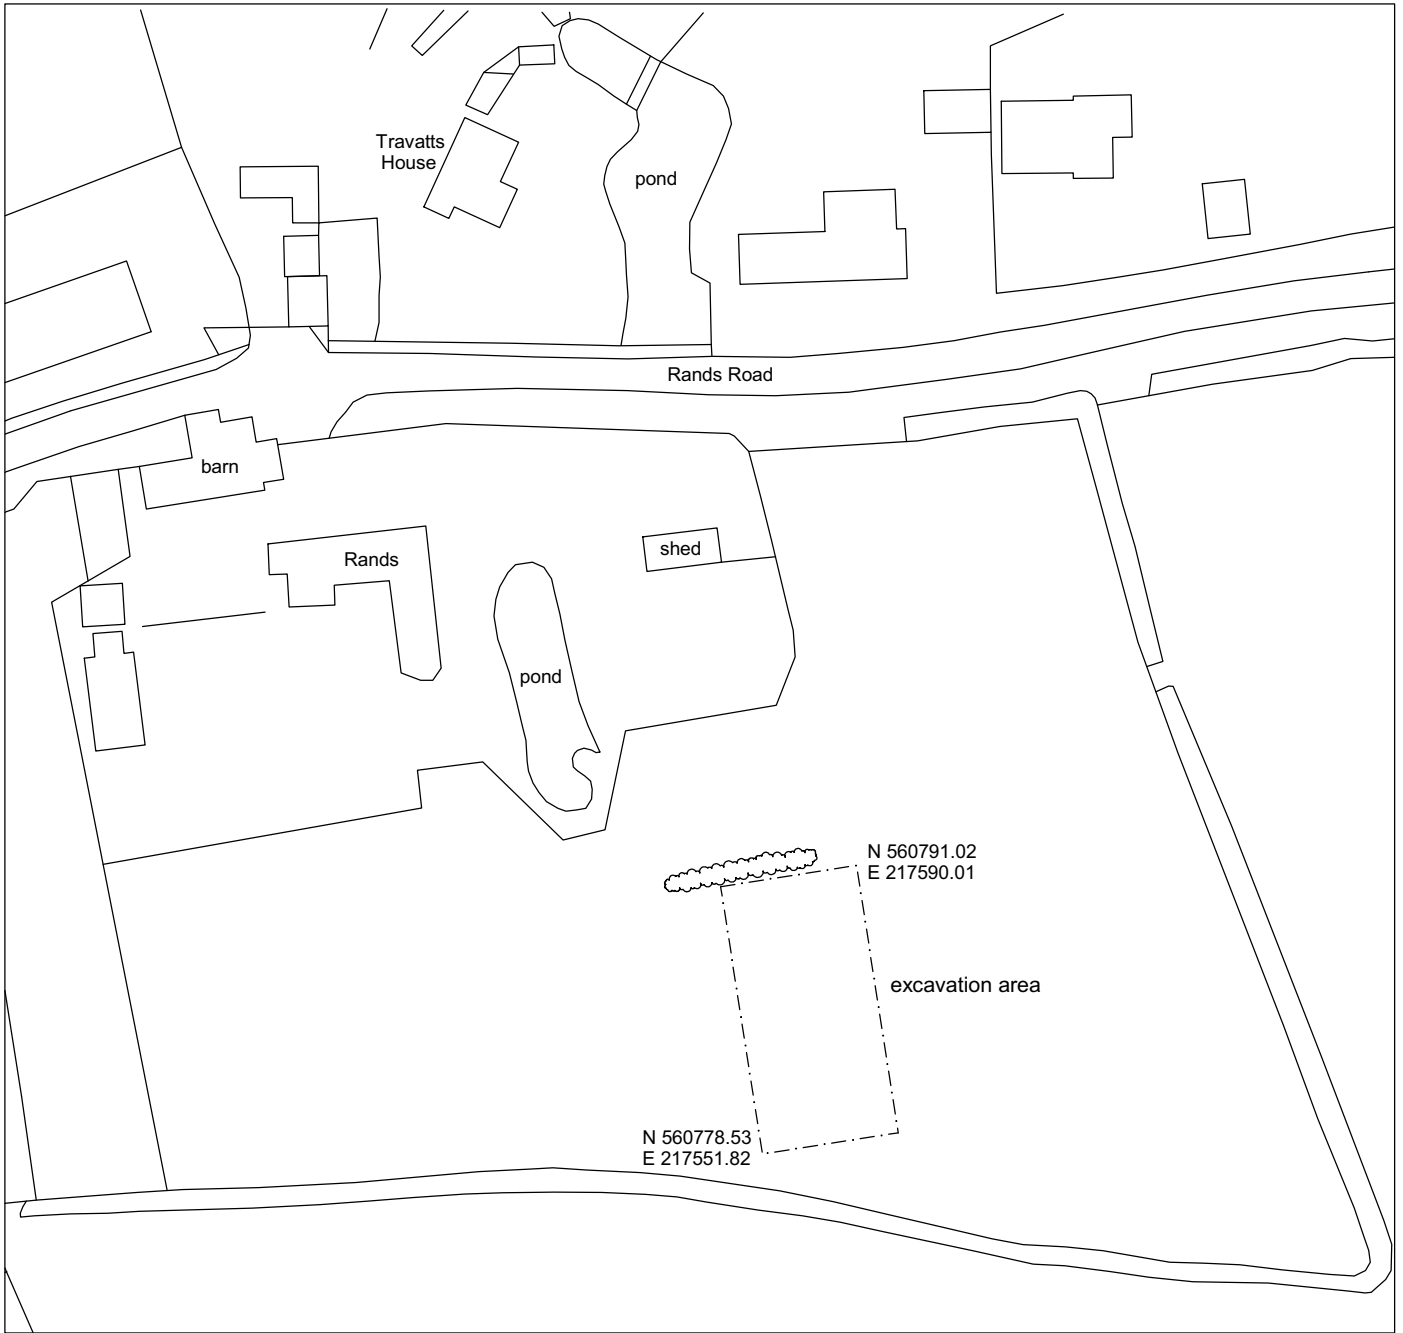 Travatts
House
pond
Rands Road
barn
shed
Rands
pond
N 560791.02
E 217590.01
excavation area
N 560778.53
E 217551.82